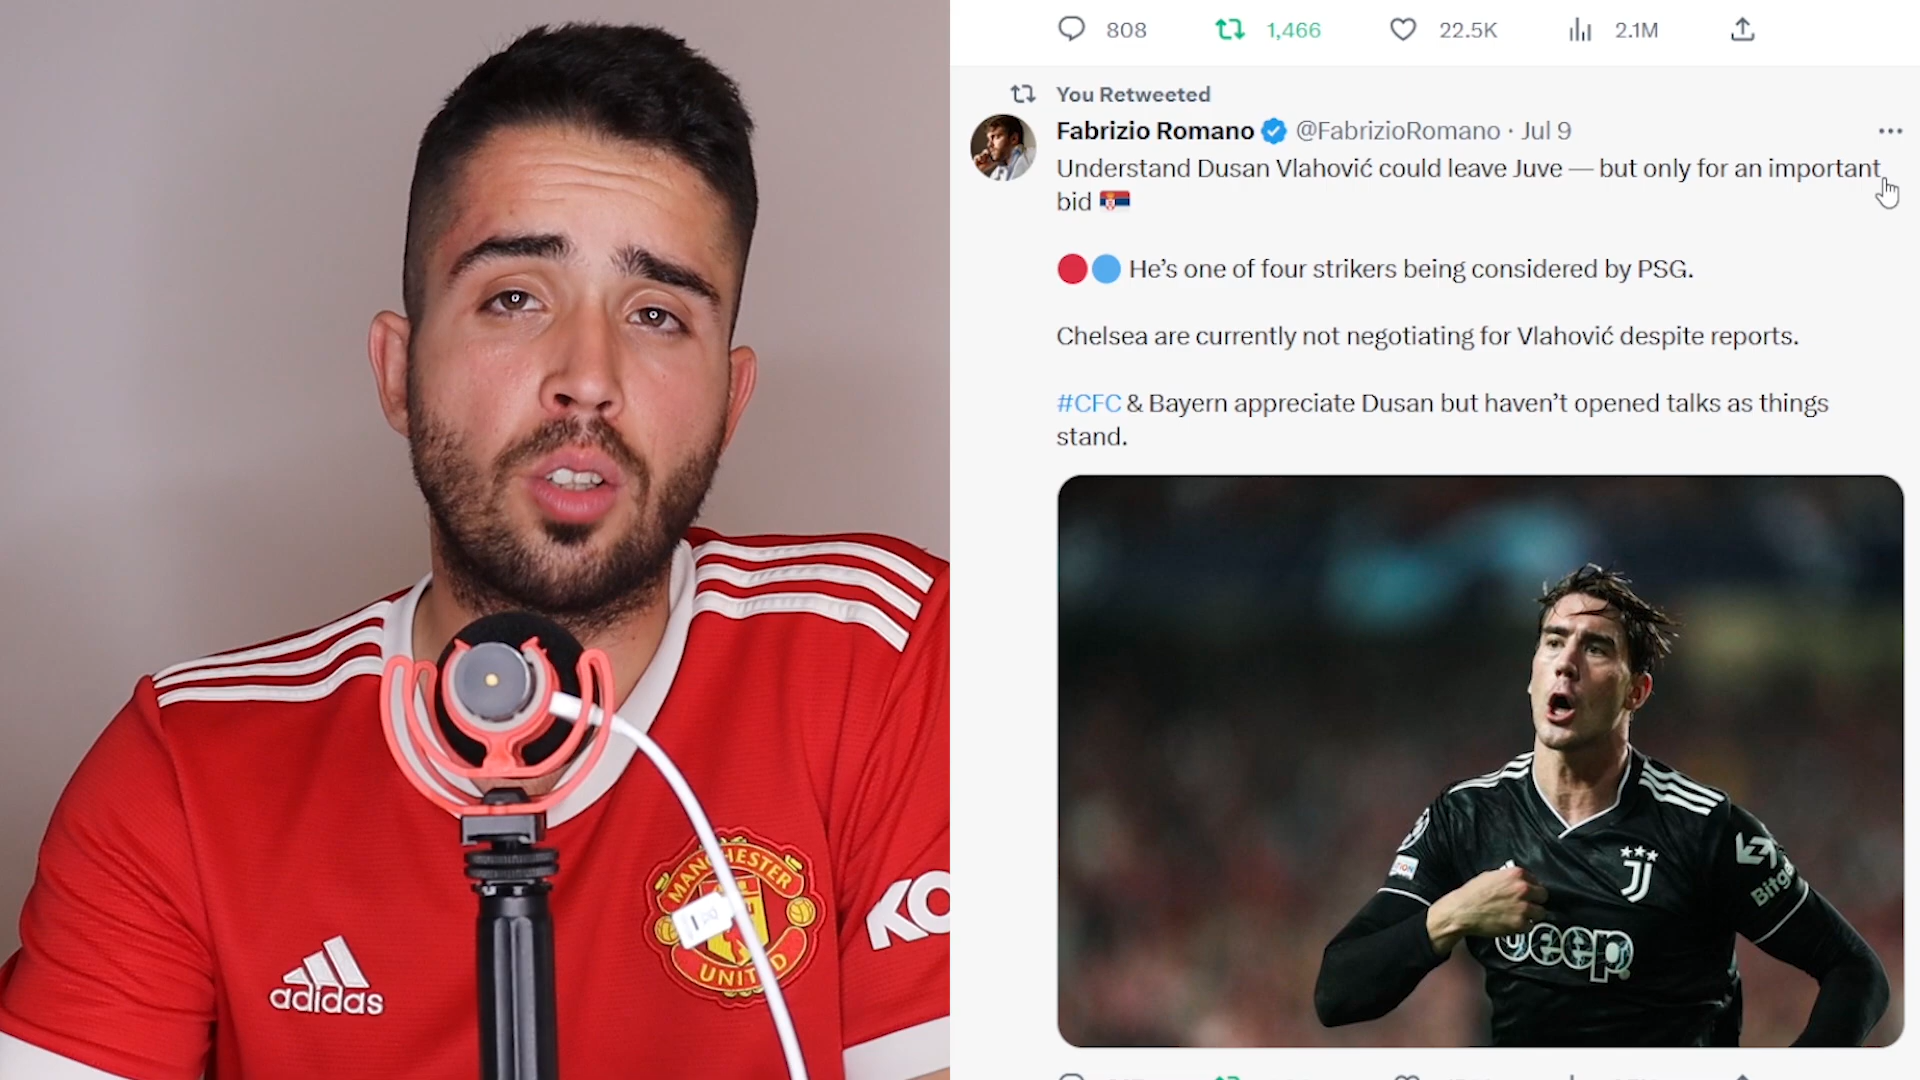 808 1,466 22.5K 2.1M
You Retweeted
Fabrizio Romano @FabrizioRomano · Jul 9
Understand Dusan Vlahović could leave Juve — but only for an important
bid
He's one of four strikers being considered by PSG.
Chelsea are currently not negotiating for Vlahović despite reports.
#CFC & Bayern appreciate Dusan but haven't opened talks as things
stand.
Jeep
Bitg
adidas
MANCHESTER
UNITED
KO